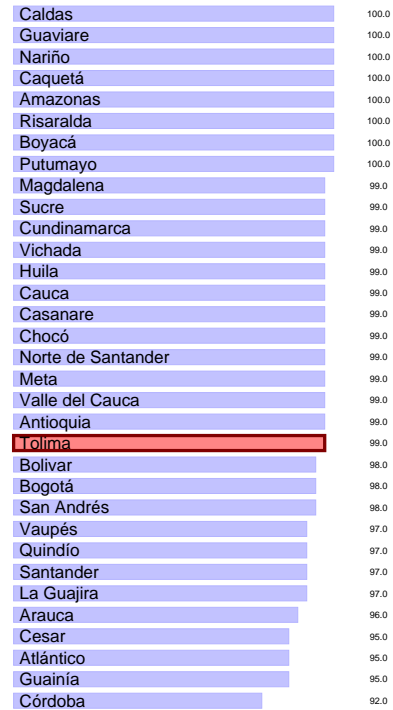 Caldas 100.0
Guaviare 100.0
Nariño 100.0
Caquetá 100.0
Amazonas 100.0
Risaralda 100.0
Boyacá 100.0
Putumayo 100.0
Magdalena 99.0
Sucre 99.0
Cundinamarca 99.0
Vichada 99.0
Huila 99.0
Cauca 99.0
Casanare 99.0
Chocó 99.0
Norte de Santander 99.0
Meta 99.0
Valle del Cauca 99.0
Antioquia 99.0
Tolima 99.0
Bolivar 98.0
Bogotá 98.0
San Andrés 98.0
Vaupés 97.0
Quindío 97.0
Santander 97.0
La Guajira 97.0
Arauca 96.0
Cesar 95.0
Atlántico 95.0
Guainía 95.0
Córdoba 92.0